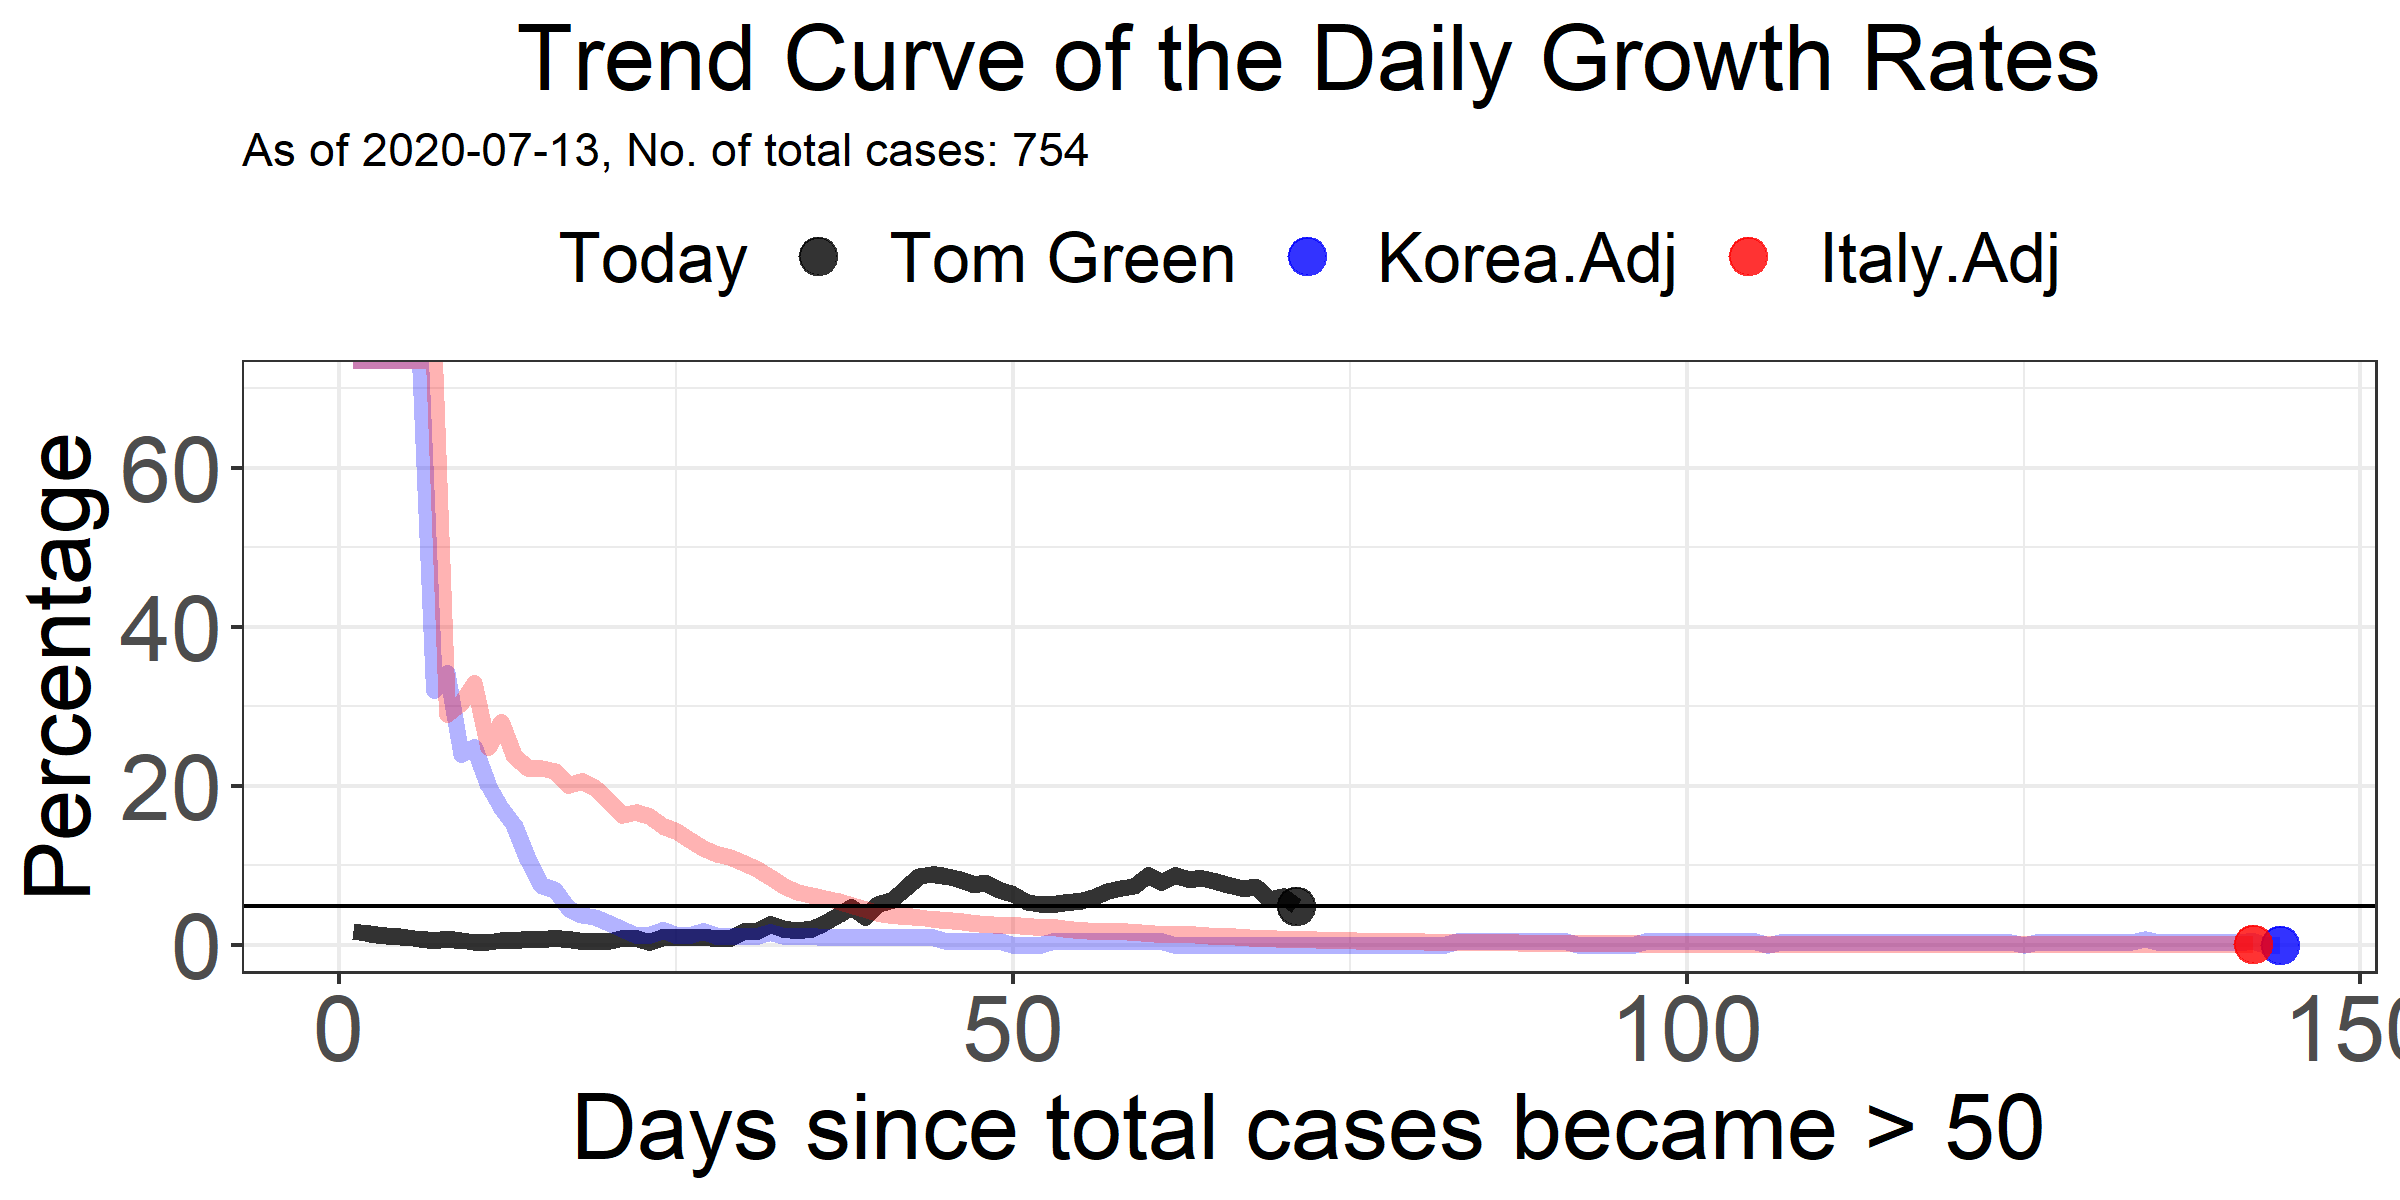 Trend Curve of the Daily Growth Rates
As of 2020-07-13, No. of total cases: 754
Today Tom Green Korea.Adj Italy.Adj
Percentage
60
40
20
0
0 50 100 150
Days since total cases became > 50